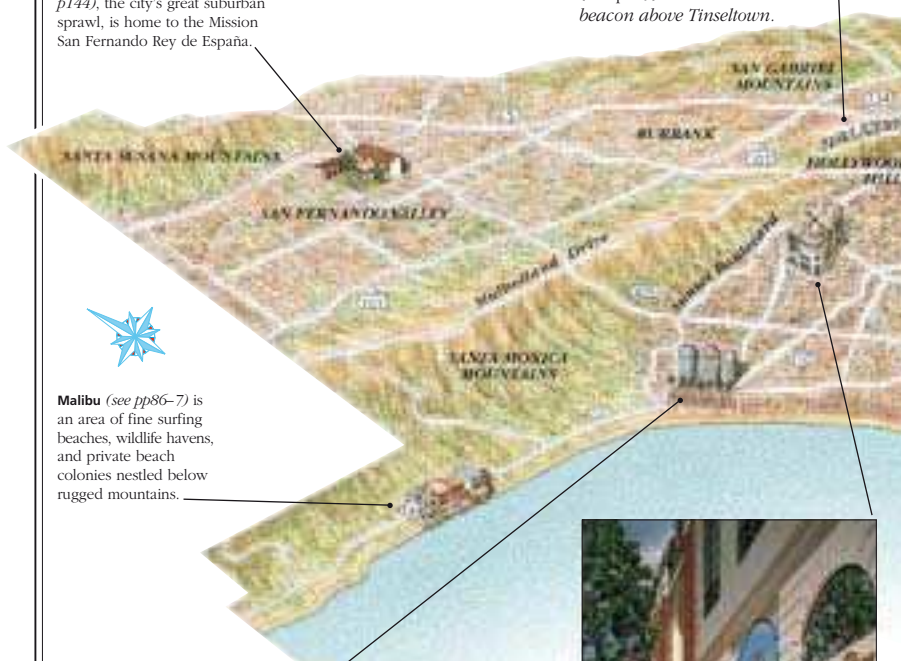 p144), the city's great suburban
sprawl, is home to the Mission
San Fernando Rey de España.
beacon above Tinseltown.
SAN GABRIEL
MOUNTAINS
BURBANK
HOLLYWOOD
SANTA SUSANA MOUNTAINS
SAN FERNANDO VALLEY
Mulholland Drive
Sunset Boulevard
SANTA MONICA
MOUNTAINS
Malibu (see pp86–7) is
an area of fine surfing
beaches, wildlife havens,
and private beach
colonies nestled below
rugged mountains.